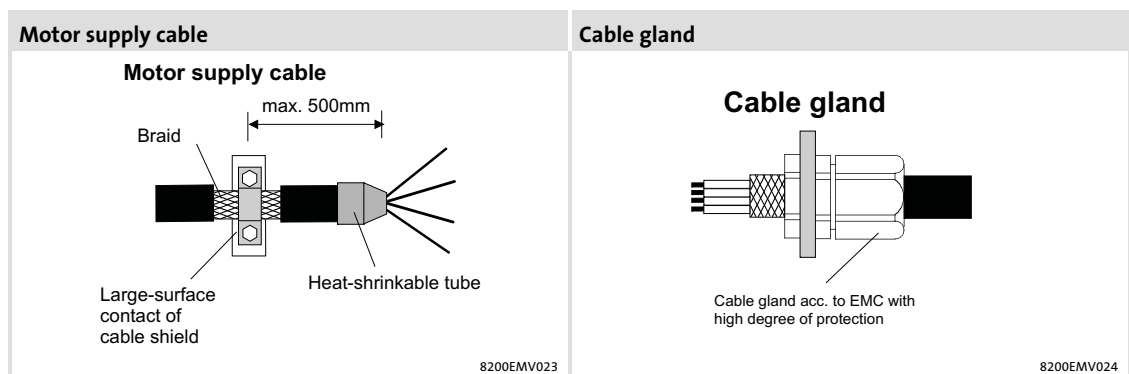 Motor supply cable
Motor supply cable
max. 500mm
Braid
Heat-shrinkable tube
Large-surface
contact of
cable shield
8200EMV023
Cable gland
Cable gland
Cable gland acc. to EMC with
high degree of protection
8200EMV024